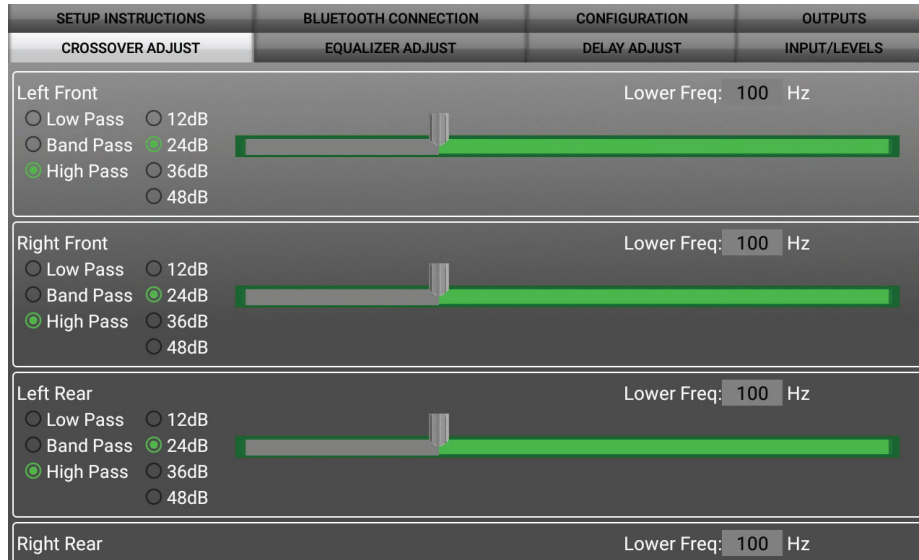 SETUP INSTRUCTIONS BLUETOOTH CONNECTION CONFIGURATION OUTPUTS
CROSSOVER ADJUST EQUALIZER ADJUST DELAY ADJUST INPUT/LEVELS
Left Front Lower Freq: 100 Hz
Low Pass 12dB
Band Pass 24dB
High Pass 36dB
48dB
Right Front Lower Freq: 100 Hz
Low Pass 12dB
Band Pass 24dB
High Pass 36dB
48dB
Left Rear Lower Freq: 100 Hz
Low Pass 12dB
Band Pass 24dB
High Pass 36dB
48dB
Right Rear Lower Freq: 100 Hz